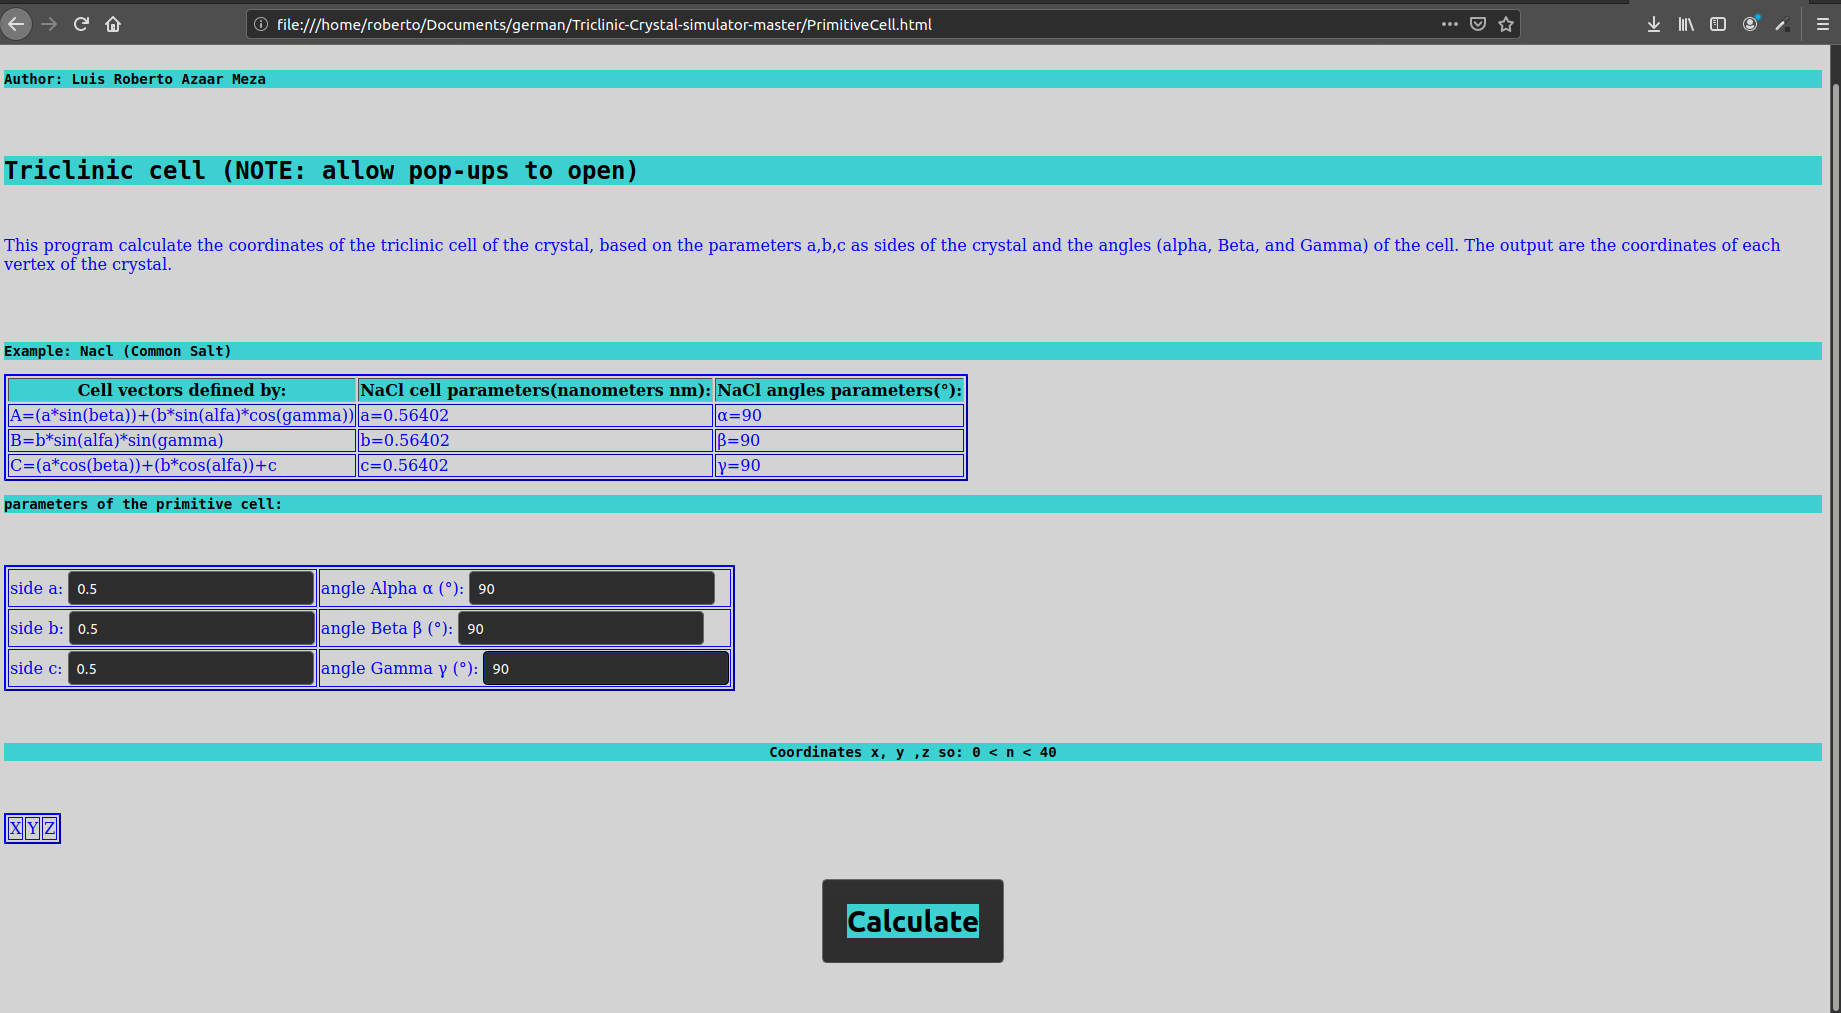 file:///home/roberto/Documents/german/Triclinic-Crystal-simulator-master/PrimitiveCell.html
Author: Luis Roberto Azaar Meza
Triclinic cell (NOTE: allow pop-ups to open)
This program calculate the coordinates of the triclinic cell of the crystal, based on the parameters a,b,c as sides of the crystal and the angles (alpha, Beta, and Gamma) of the cell. The output are the coordinates of each
vertex of the crystal.
Example: Nacl (Common Salt)
Cell vectors defined by: NaCl cell parameters(nanometers nm): NaCl angles parameters(°):
A=(a*sin(beta))+(b*sin(alfa)*cos(gamma)) a=0.56402 α=90
B=b*sin(alfa)*sin(gamma) b=0.56402 β=90
C=(a*cos(beta))+(b*cos(alfa))+c c=0.56402 γ=90
parameters of the primitive cell:
side a: 0.5 angle Alpha α (°): 90
side b: 0.5 angle Beta β (°): 90
side c: 0.5 angle Gamma γ (°): 90
Coordinates x, y ,z so: 0 < n < 40
X Y Z
Calculate